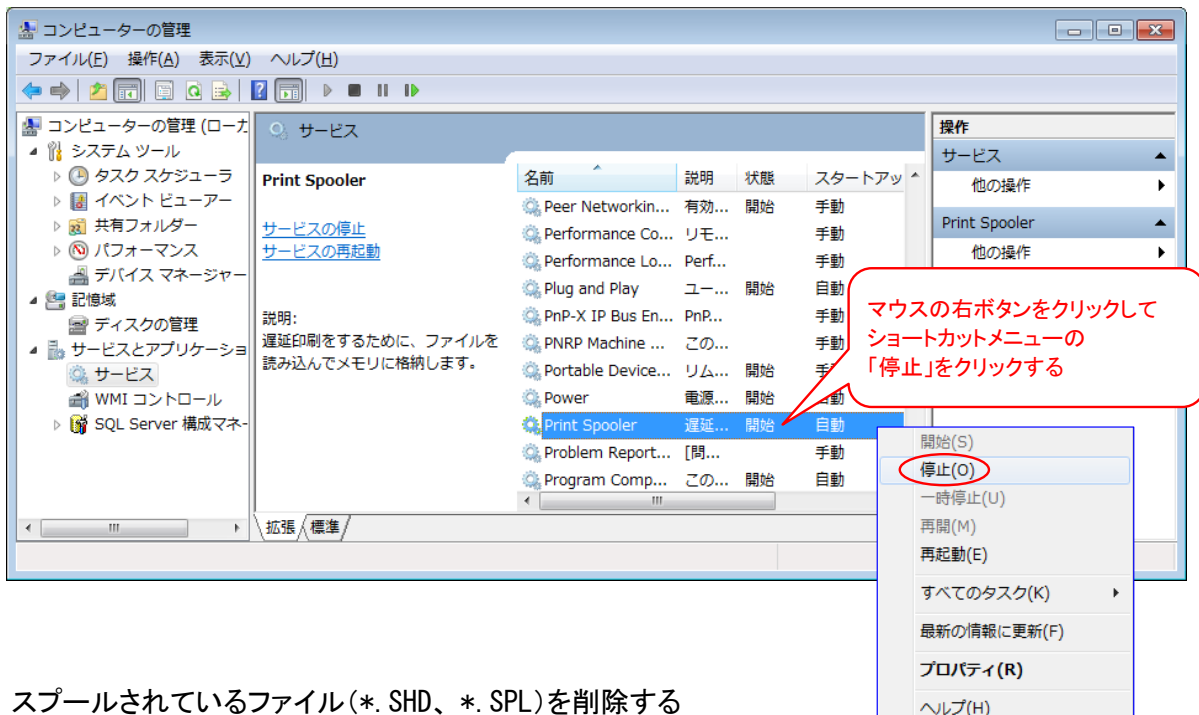 コンピューターの管理
ファイル(F) 操作(A) 表示(V) ヘルプ(H)
コンピューターの管理 (ローカ
システム ツール
タスク スケジューラ
イベント ビューアー
共有フォルダー
パフォーマンス
デバイス マネージャー
記憶域
ディスクの管理
サービスとアプリケーショ
サービス
WMI コントロール
SQL Server 構成マネ-
サービス
Print Spooler
サービスの停止
サービスの再起動
説明:
遅延印刷をするために、ファイルを
読み込んでメモリに格納します。
名前 説明 状態 スタートアッ
Peer Networkin... 有効... 開始 手動
Performance Co... リモ... 手動
Performance Lo... Perf... 手動
Plug and Play ユー... 開始 自動
PnP-X IP Bus En... PnP... 手動
PNRP Machine ... この... 手動
Portable Device... リム... 開始
Power 電源... 開始 自動
Print Spooler 遅延... 開始 自動
Problem Report... [問... 手動
Program Comp... この... 開始 自動
拡張 標準
操作
サービス
他の操作
Print Spooler
他の操作
マウスの右ボタンをクリックして
ショートカットメニューの
「停止」をクリックする
開始(S)
停止(O)
一時停止(U)
再開(M)
再起動(E)
すべてのタスク(K)
最新の情報に更新(F)
プロパティ(R)
ヘルプ(H)
スプールされているファイル(*.SHD、*.SPL)を削除する